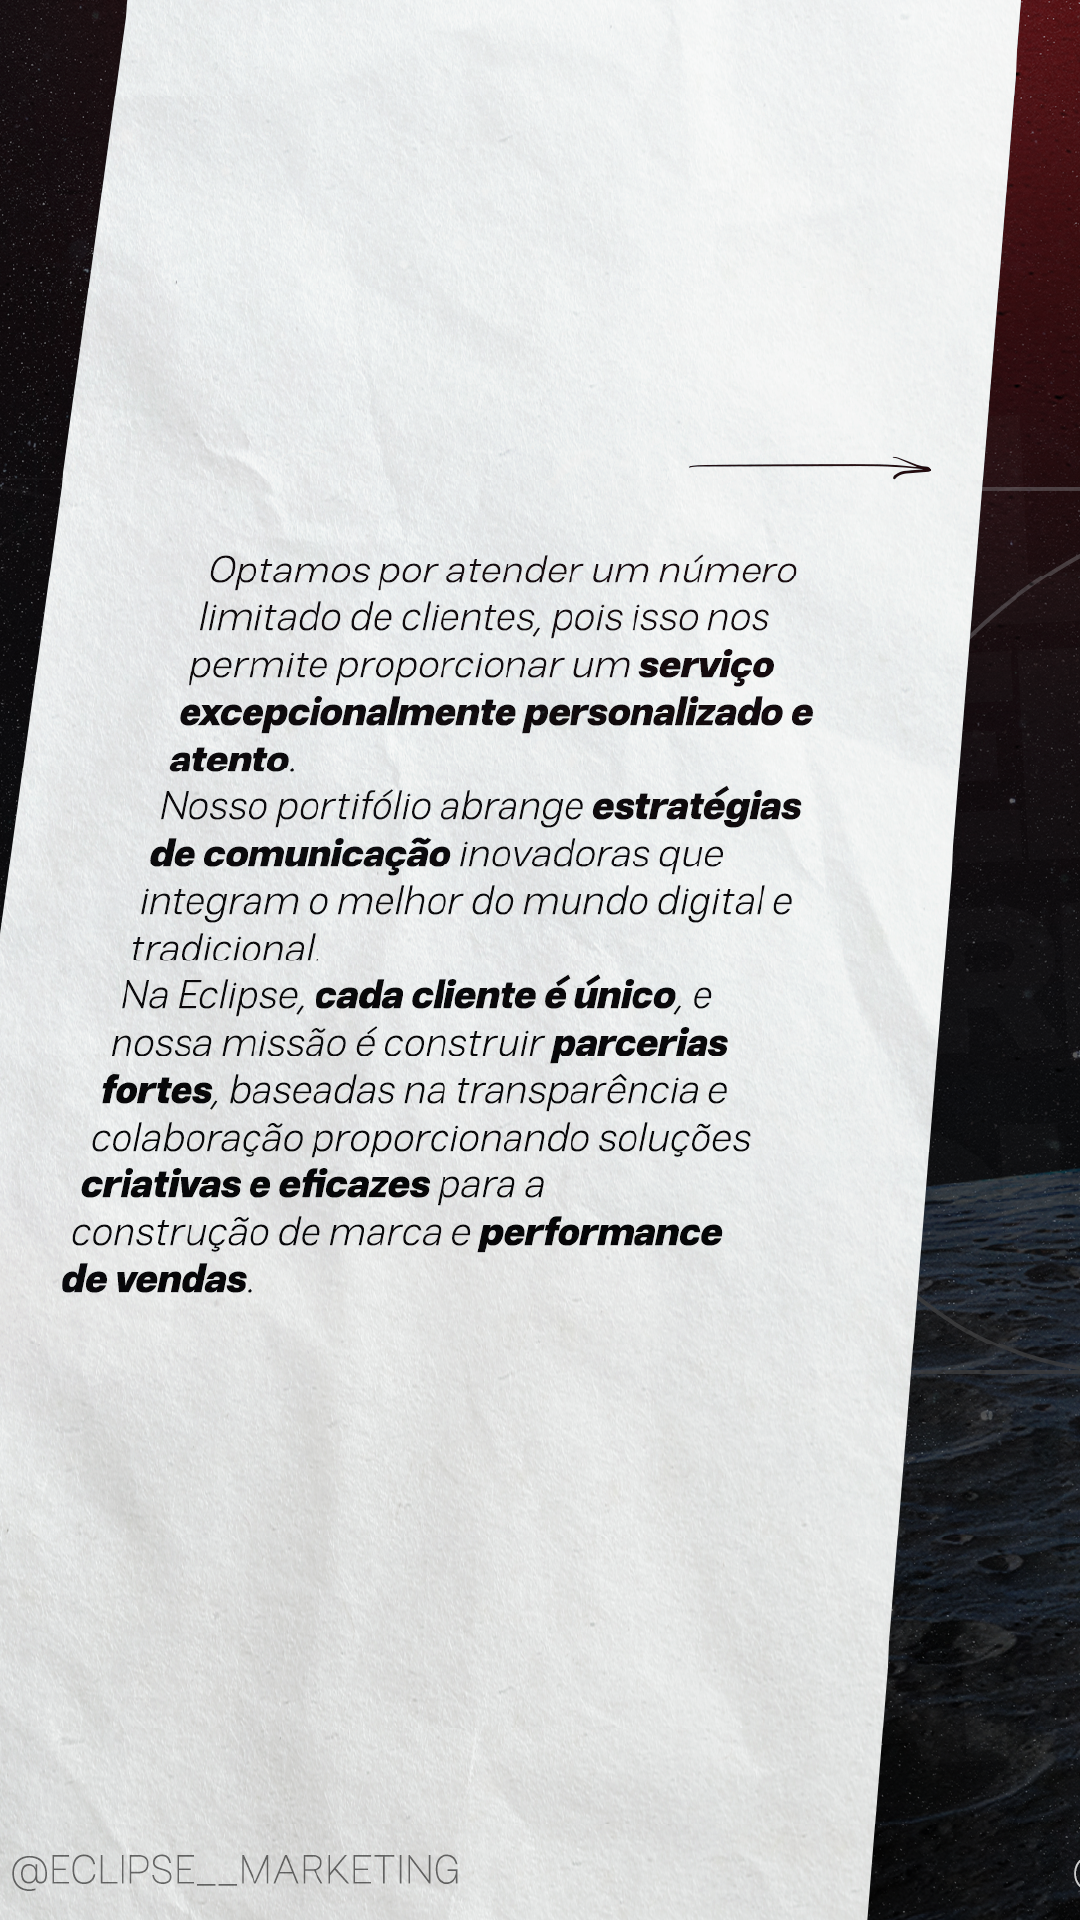 Optamos por atender um número
limitado de clientes, pois isso nos
permite proporcionar um serviço
excepcionalmente personalizado e
atento.
Nosso portifólio abrange estratégias
de comunicação inovadoras que
integram o melhor do mundo digital e
tradicional.
Na Eclipse, cada cliente é único, e
nossa missão é construir parcerias
fortes, baseadas na transparência e
colaboração proporcionando soluções
criativas e eficazes para a
construção de marca e performance
de vendas.
@ECLIPSE__MARKETING